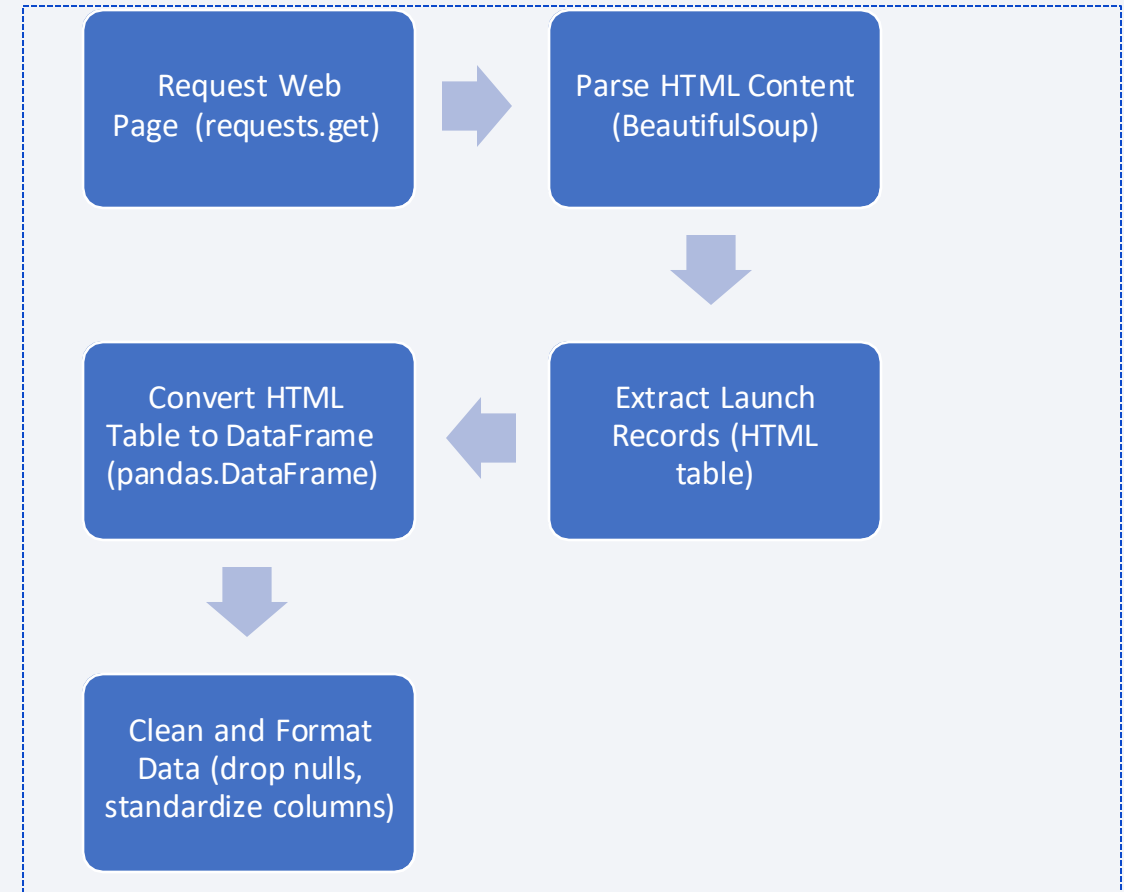 Request Web
Page (requests.get)
Parse HTML Content
(BeautifulSoup)
Extract Launch
Records (HTML
table)
Convert HTML
Table to DataFrame
(pandas.DataFrame)
Clean and Format
Data (drop nulls,
standardize columns)